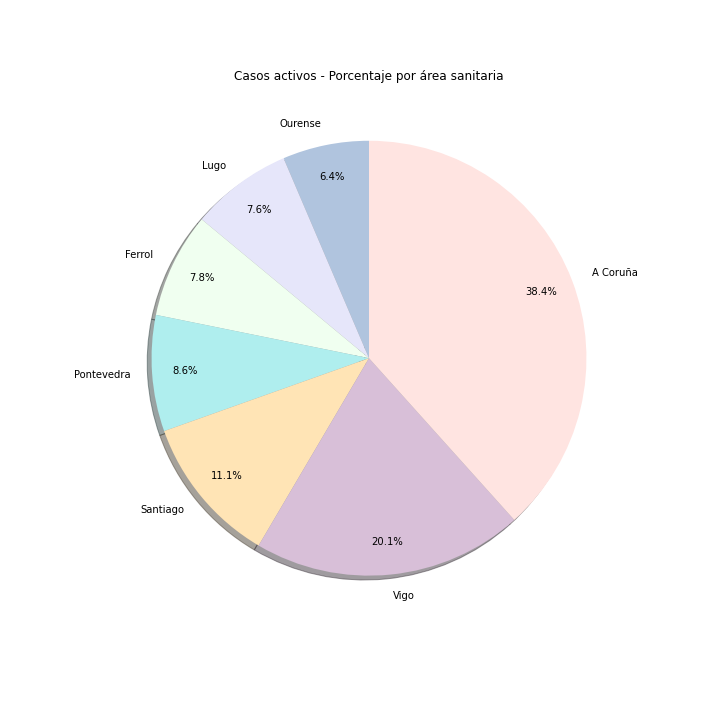 Casos activos - Porcentaje por área sanitaria
Ourense
6.4%
Lugo
7.6%
Ferrol
7.8%
A Coruña
38.4%
Pontevedra
8.6%
Santiago
11.1%
Vigo
20.1%